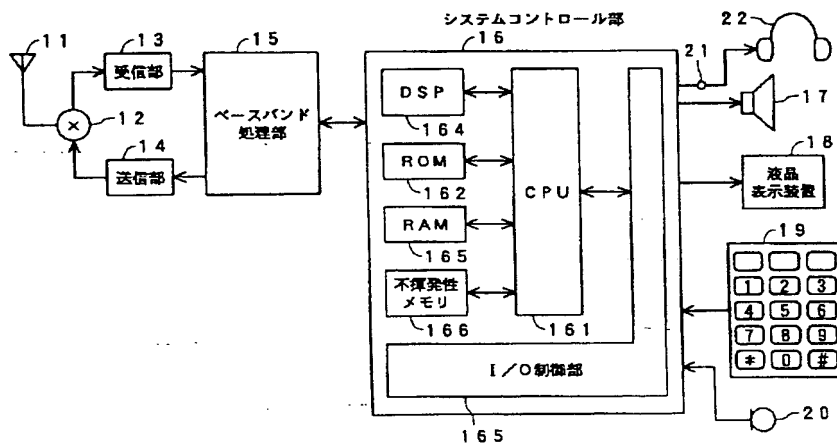 システムコントロール部
11
13
受信部
15
ベースバンド
処理部
12
14
送信部
16
DSP
164
ROM
162
RAM
165
不揮発性
メモリ
166
CPU
161
I/O制御部
165
21
22
17
18
液晶
表示装置
19
1 2 3
4 5 6
7 8 9
* 0 #
20